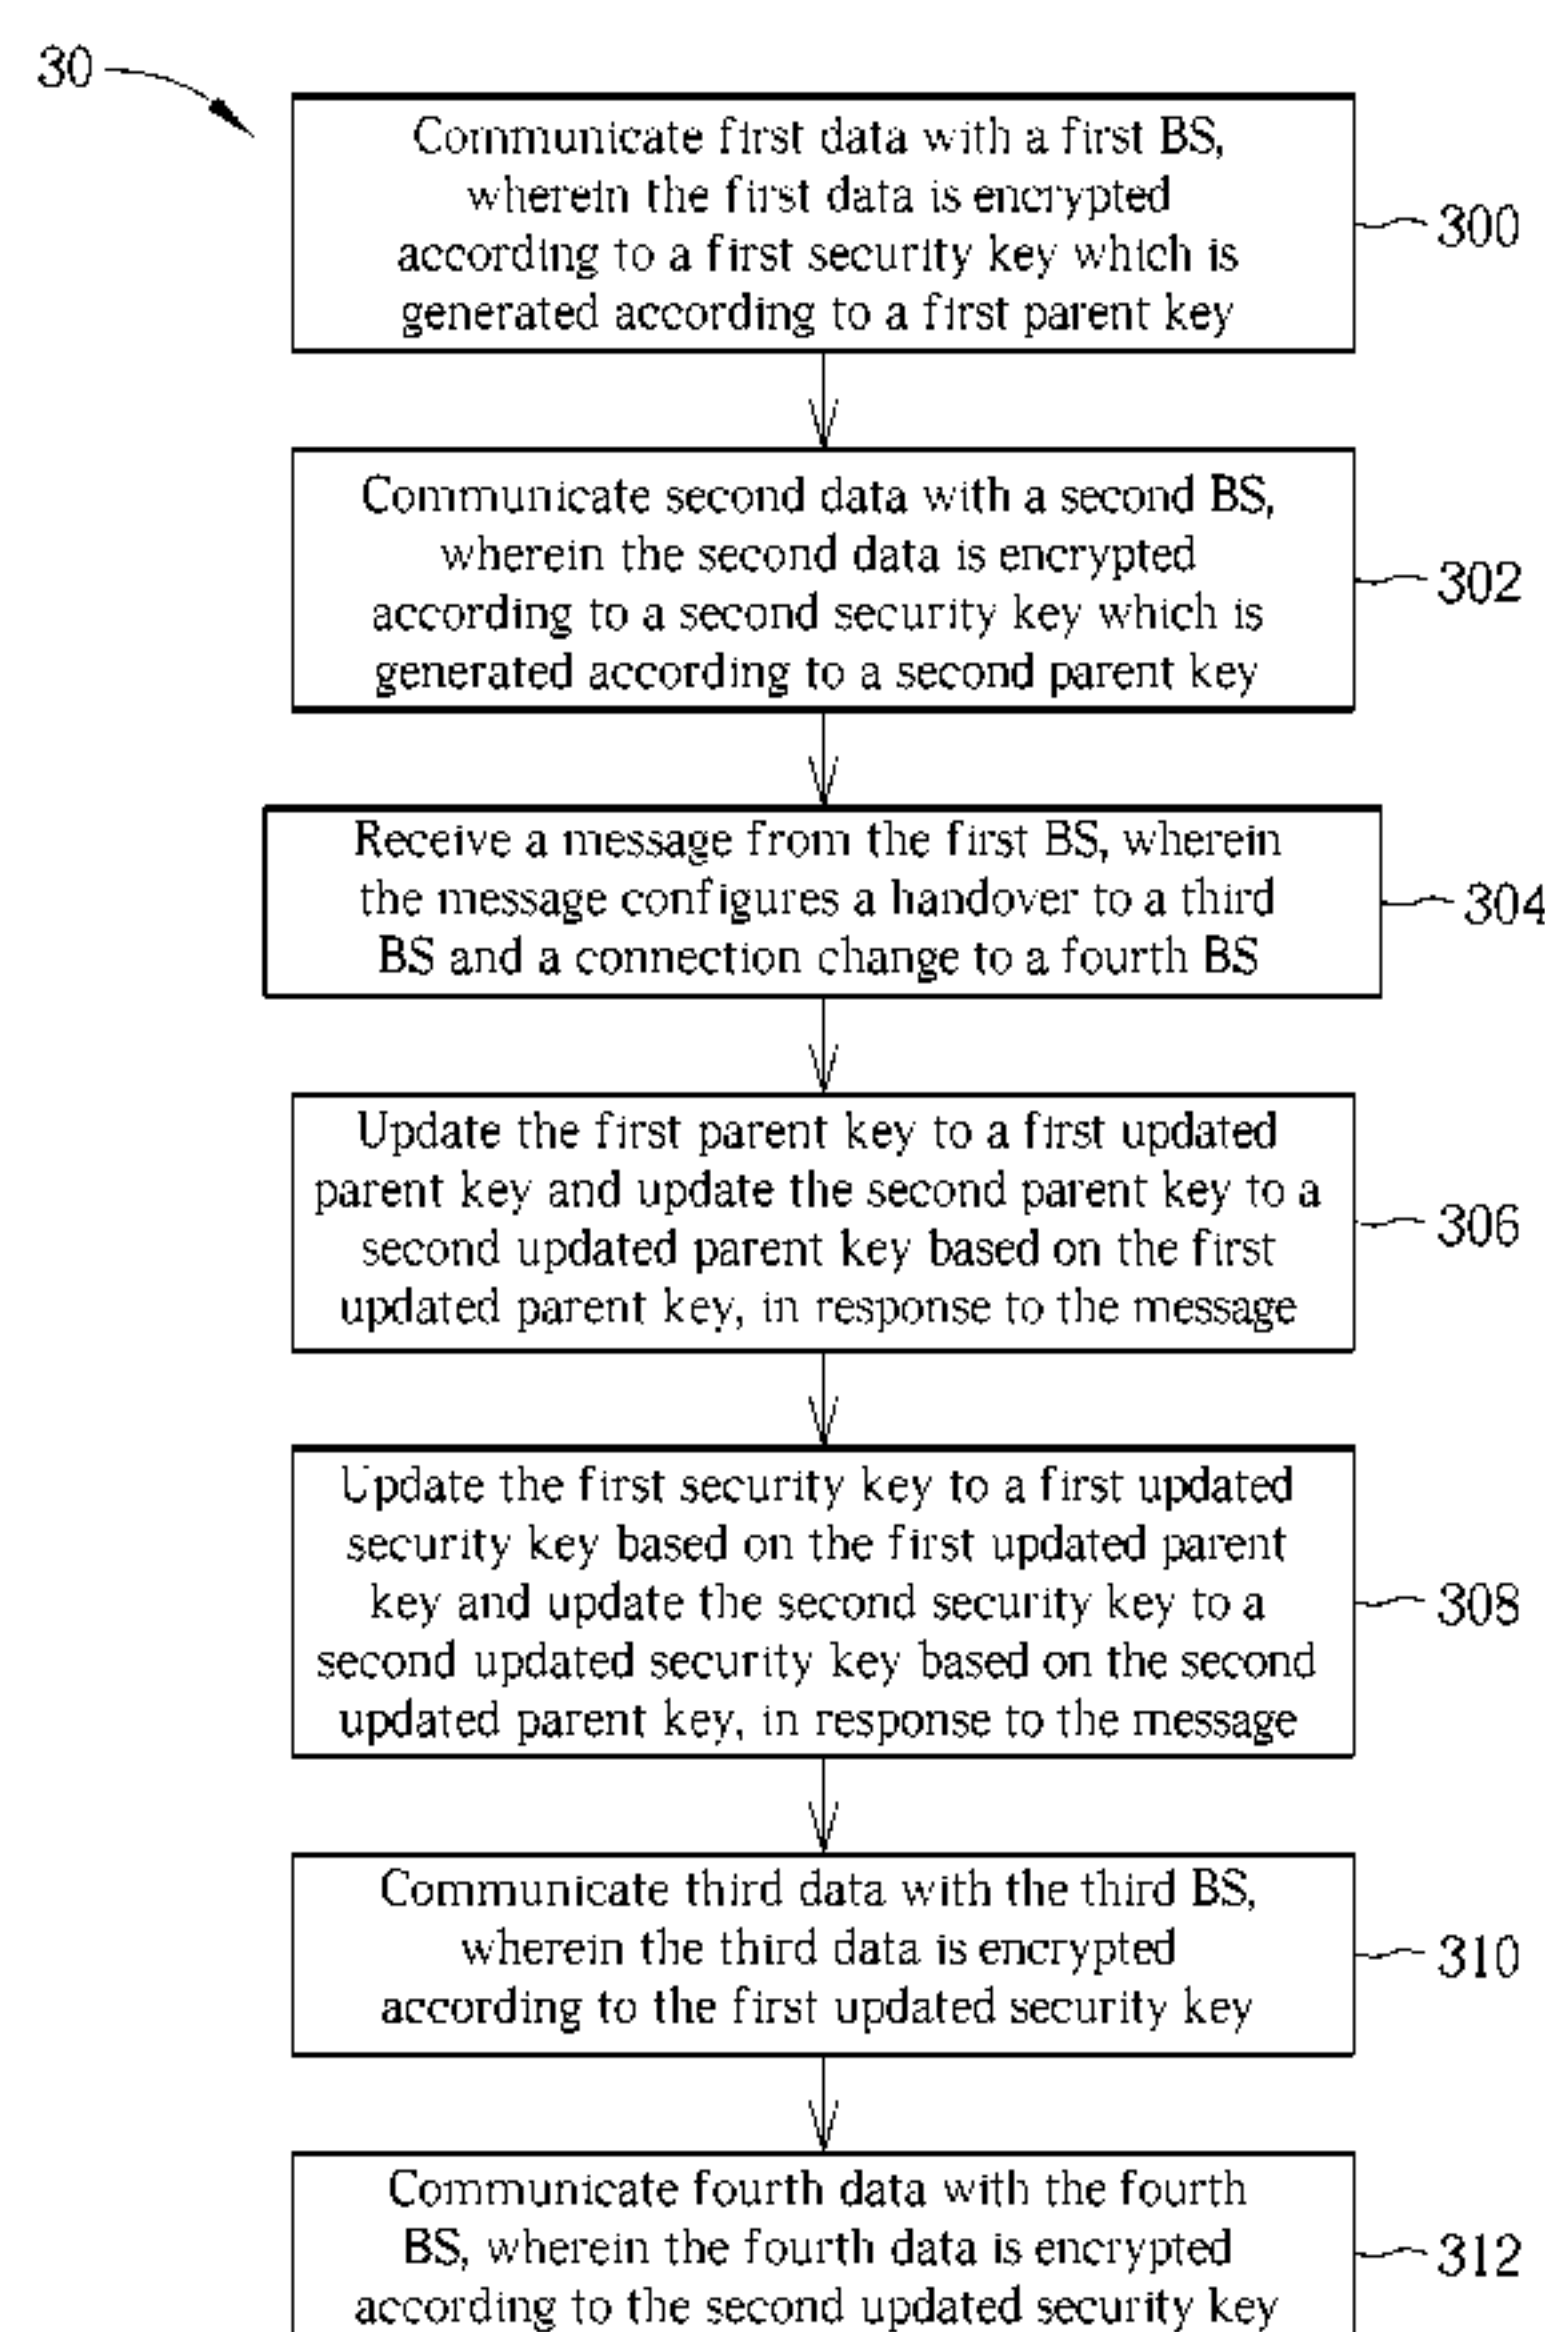 30
Communicate first data with a first BS,
wherein the first data is encrypted
according to a first security key which is
generated according to a first parent key
300
Communicate second data with a second BS,
wherein the second data is encrypted
according to a second security key which is
generated according to a second parent key
302
Receive a message from the first BS, wherein
the message configures a handover to a third
BS and a connection change to a fourth BS
304
Update the first parent key to a first updated
parent key and update the second parent key to a
second updated parent key based on the first
updated parent key, in response to the message
306
Update the first security key to a first updated
security key based on the first updated parent
key and update the second security key to a
second updated security key based on the second
updated parent key, in response to the message
308
Communicate third data with the third BS,
wherein the third data is encrypted
according to the first updated security key
310
Communicate fourth data with the fourth
BS, wherein the fourth data is encrypted
according to the second updated security key
312